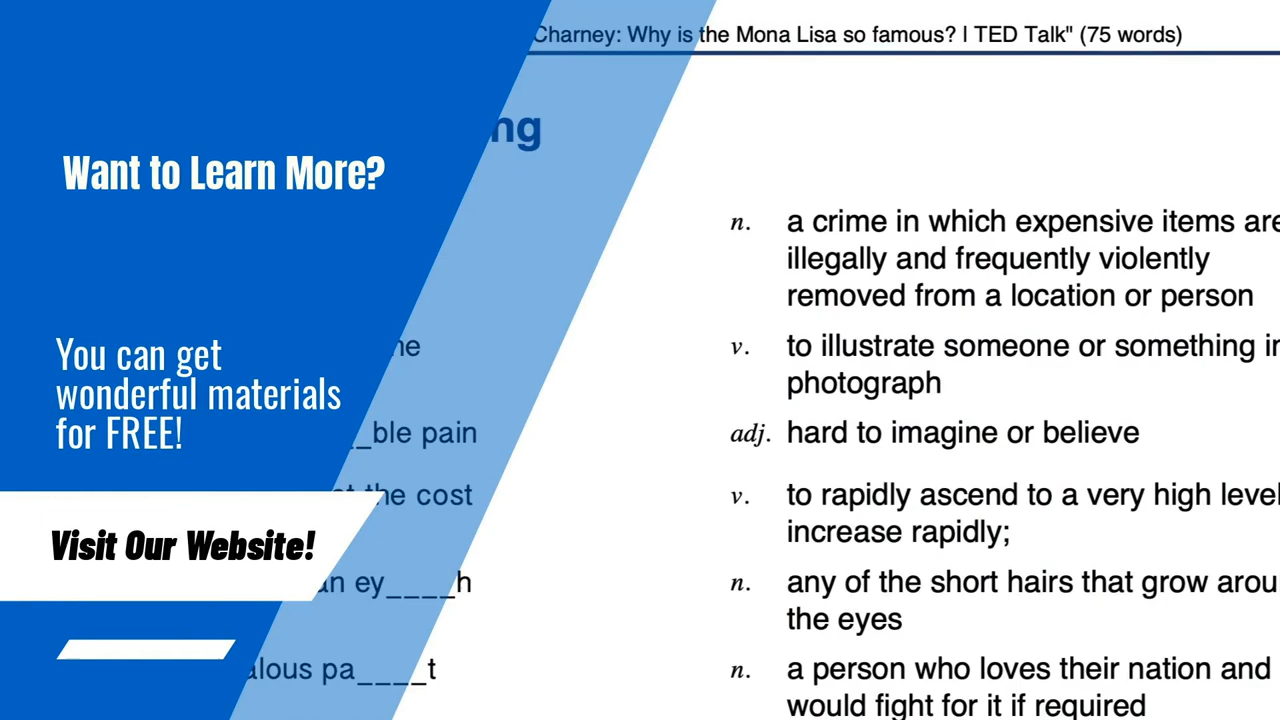 Charney: Why is the Mona Lisa so famous? | TED Talk" (75 words)
ng
Want to Learn More?
You can get
wonderful materials
for FREE!
Visit Our Website!
n. a crime in which expensive items are
illegally and frequently violently
removed from a location or person
v. to illustrate someone or something in
photograph
_ble pain
adj. hard to imagine or believe
the cost
v. to rapidly ascend to a very high level
increase rapidly;
an ey____h
n. any of the short hairs that grow arou
the eyes
alous pa____t
n. a person who loves their nation and
would fight for it if required